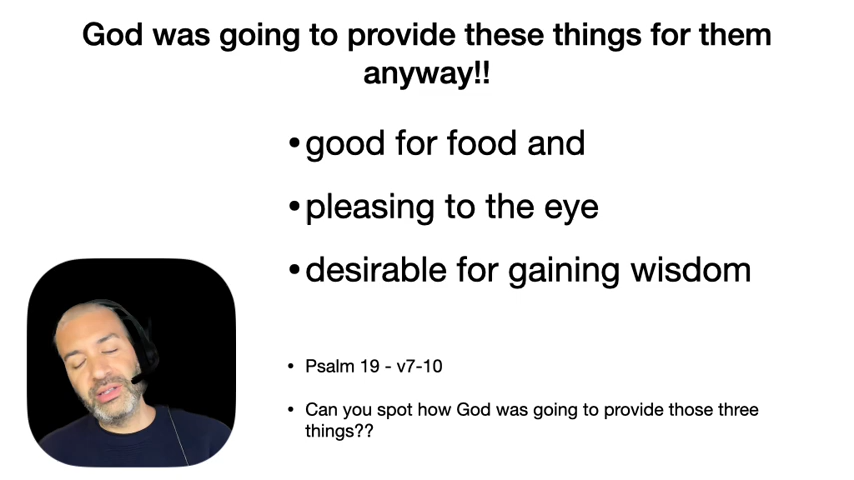 God was going to provide these things for them
anyway!!
• good for food and
• pleasing to the eye
• desirable for gaining wisdom
• Psalm 19 - v7-10
• Can you spot how God was going to provide those three
things??